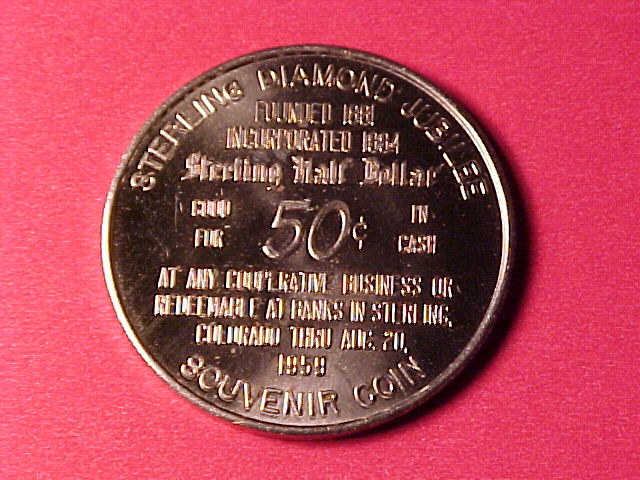 STERLING DIAMOND JUBILEE
FOUNDED 1881
INCORPORATED 1884
Sterling Half Dollar
GOOD FOR 50¢ IN CASH
AT ANY COOPERATIVE BUSINESS OR
REDEEMABLE AT BANKS IN STERLING,
COLORADO THRU AUG. 20,
1959
SOUVENIR COIN